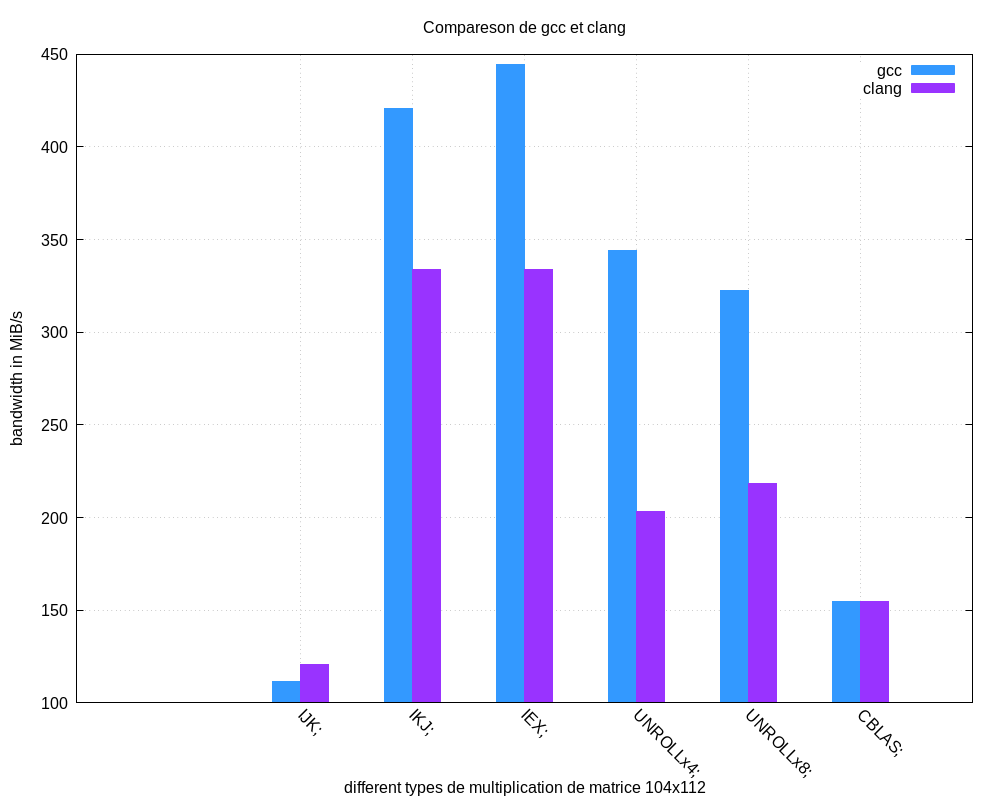 Compareson de gcc et clang
gcc
clang
450
400
350
300
250
200
150
100
bandwidth in MiB/s
IJK;
IKJ;
IEX;
UNROLLx4;
UNROLLx8;
CBLAS;
different types de multiplication de matrice 104x112